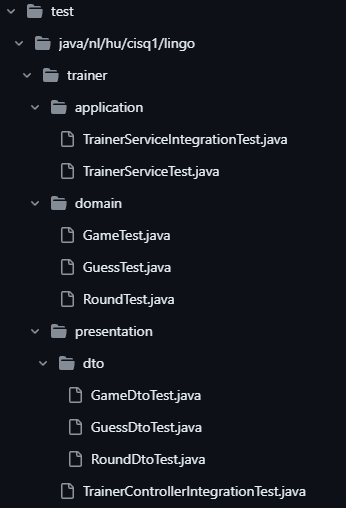 test
java/nl/hu/cisq1/lingo
trainer
application
TrainerServiceIntegrationTest.java
TrainerServiceTest.java
domain
GameTest.java
GuessTest.java
RoundTest.java
presentation
dto
GameDtoTest.java
GuessDtoTest.java
RoundDtoTest.java
TrainerControllerIntegrationTest.java